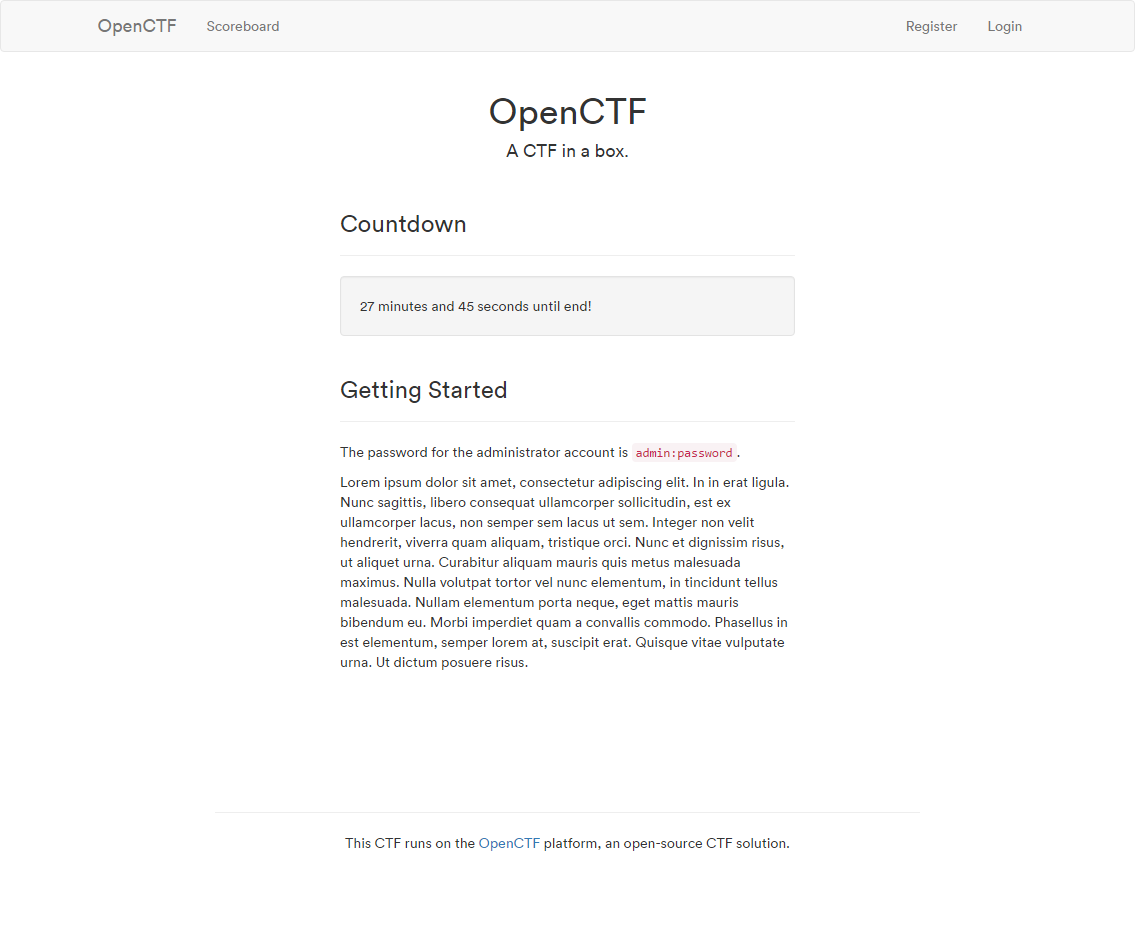 OpenCTF Scoreboard Register Login
OpenCTF
A CTF in a box.
Countdown
27 minutes and 45 seconds until end!
Getting Started
The password for the administrator account is admin:password.
Lorem ipsum dolor sit amet, consectetur adipiscing elit. In in erat ligula.
Nunc sagittis, libero consequat ullamcorper sollicitudin, est ex
ullamcorper lacus, non semper sem lacus ut sem. Integer non velit
hendrerit, viverra quam aliquam, tristique orci. Nunc et dignissim risus,
ut aliquet urna. Curabitur aliquam mauris quis metus malesuada
maximus. Nulla volutpat tortor vel nunc elementum, in tincidunt tellus
malesuada. Nullam elementum porta neque, eget mattis mauris
bibendum eu. Morbi imperdiet quam a convallis commodo. Phasellus in
est elementum, semper lorem at, suscipit erat. Quisque vitae vulputate
urna. Ut dictum posuere risus.
This CTF runs on the OpenCTF platform, an open-source CTF solution.